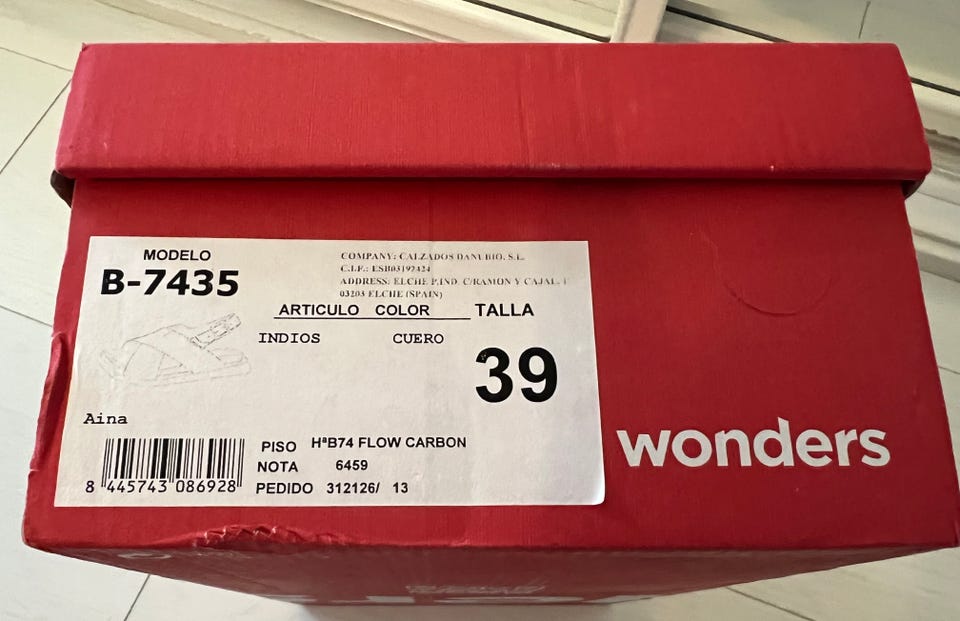 MODELO
B-7435
COMPANY: CALZADOS DANUBIO, S.L.
C.I.F.: ESB03197424
ADDRESS: ELCHE P.IND. C/RAMON Y CAJAL,
03203 ELCHE (SPAIN)
ARTICULO COLOR TALLA
INDIOS CUERO
39
Aina
PISO HªB74 FLOW CARBON
NOTA 6459
PEDIDO 312126/ 13
8 445743 086928
wonders